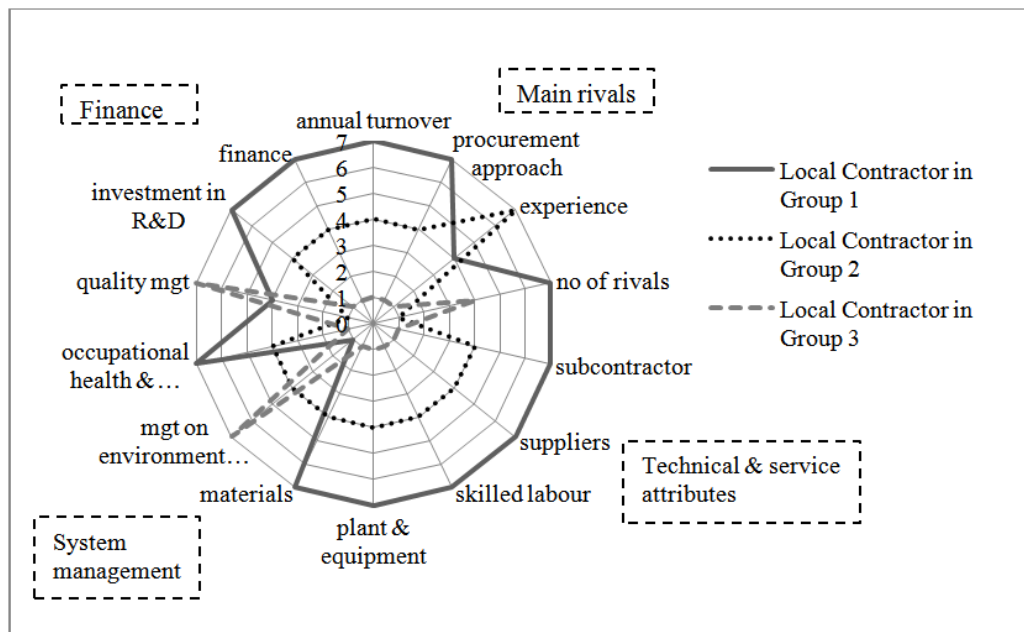 Finance
Main rivals
annual turnover
procurement
approach
experience
no of rivals
subcontractor
suppliers
skilled labour
plant &
equipment
materials
mgt on
environment...
occupational
health & ...
quality mgt
investment in
R&D
finance
7
6
5
4
3
2
1
0
Local Contractor in
Group 1
Local Contractor in
Group 2
Local Contractor in
Group 3
Technical & service
attributes
System
management